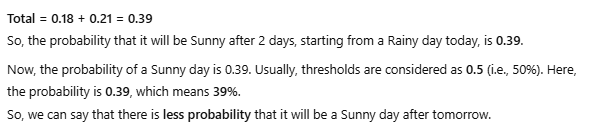 Total = 0.18 + 0.21 = 0.39
So, the probability that it will be Sunny after 2 days, starting from a Rainy day today, is 0.39.
Now, the probability of a Sunny day is 0.39. Usually, thresholds are considered as 0.5 (i.e., 50%). Here,
the probability is 0.39, which means 39%.
So, we can say that there is less probability that it will be a Sunny day after tomorrow.